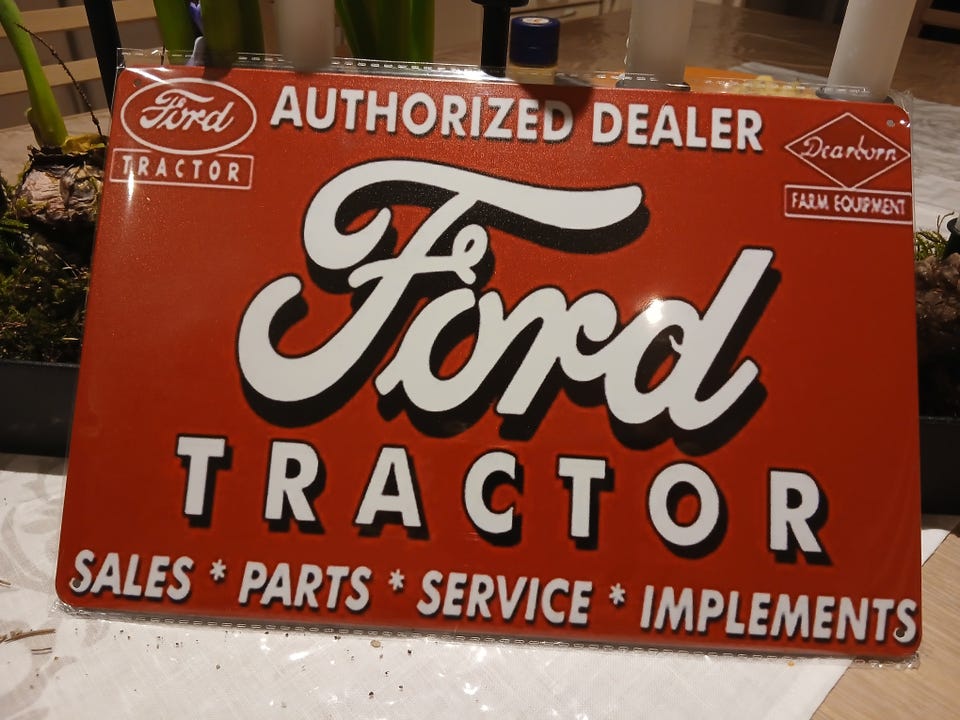 Ford
TRACTOR
AUTHORIZED DEALER
Dearborn
FARM EQUIPMENT
Ford
TRACTOR
SALES * PARTS * SERVICE * IMPLEMENTS